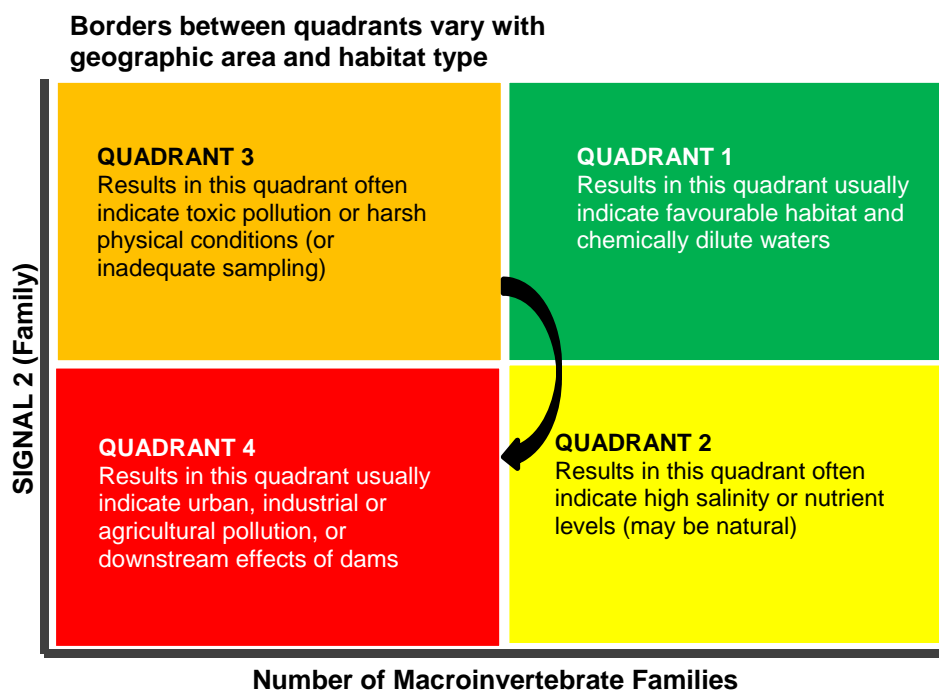 Borders between quadrants vary with
geographic area and habitat type
SIGNAL 2 (Family)
QUADRANT 3
Results in this quadrant often
indicate toxic pollution or harsh
physical conditions (or
inadequate sampling)
QUADRANT 1
Results in this quadrant usually
indicate favourable habitat and
chemically dilute waters
QUADRANT 4
Results in this quadrant usually
indicate urban, industrial or
agricultural pollution, or
downstream effects of dams
QUADRANT 2
Results in this quadrant often
indicate high salinity or nutrient
levels (may be natural)
Number of Macroinvertebrate Families